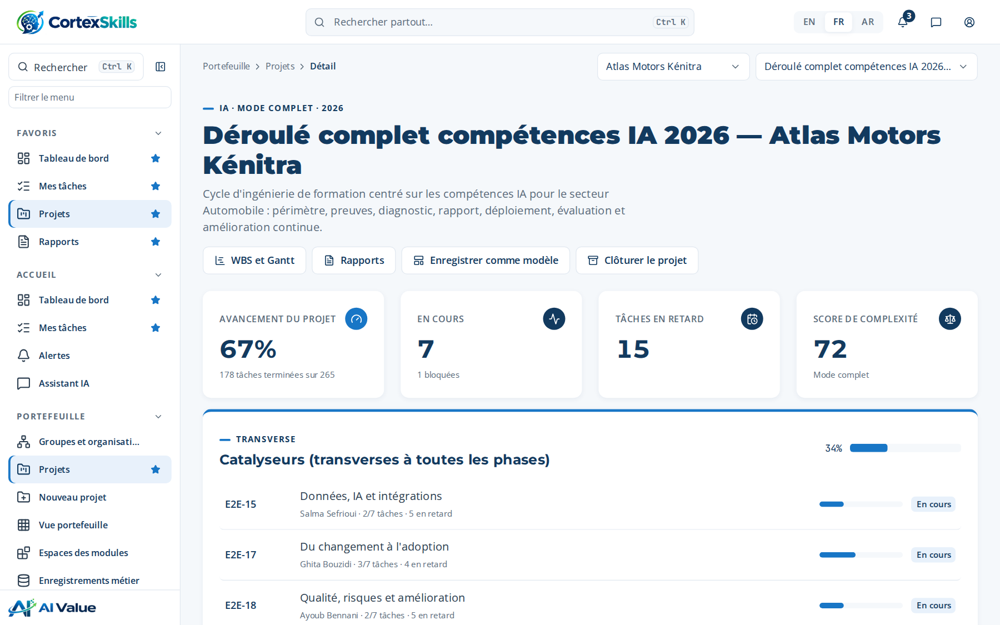 CortexSkills
Rechercher partout...
Ctrl K
EN
FR
AR
3
Rechercher
Ctrl K
Filtrer le menu
FAVORIS
Tableau de bord
Mes tâches
Projets
Rapports
ACCUEIL
Tableau de bord
Mes tâches
Alertes
Assistant IA
PORTEFEUILLE
Groupes et organisati...
Projets
Nouveau projet
Vue portefeuille
Espaces des modules
Enregistrements métier
AI AI Value
Portefeuille > Projets > Détail
Atlas Motors Kénitra
Déroulé complet compétences IA 2026...
IA · MODE COMPLET · 2026
Déroulé complet compétences IA 2026 — Atlas Motors
Kénitra
Cycle d'ingénierie de formation centré sur les compétences IA pour le secteur
Automobile : périmètre, preuves, diagnostic, rapport, déploiement, évaluation et
amélioration continue.
WBS et Gantt
Rapports
Enregistrer comme modèle
Clôturer le projet
AVANCEMENT DU PROJET
67%
178 tâches terminées sur 265
EN COURS
7
1 bloquées
TÂCHES EN RETARD
15
SCORE DE COMPLEXITÉ
72
Mode complet
TRANSVERSE
Catalyseurs (transverses à toutes les phases)
34%
E2E-15
Données, IA et intégrations
Salma Sefrioui · 2/7 tâches · 5 en retard
En cours
E2E-17
Du changement à l'adoption
Ghita Bouzidi · 3/7 tâches · 4 en retard
En cours
E2E-18
Qualité, risques et amélioration
Ayoub Bennani · 2/7 tâches · 5 en retard
En cours